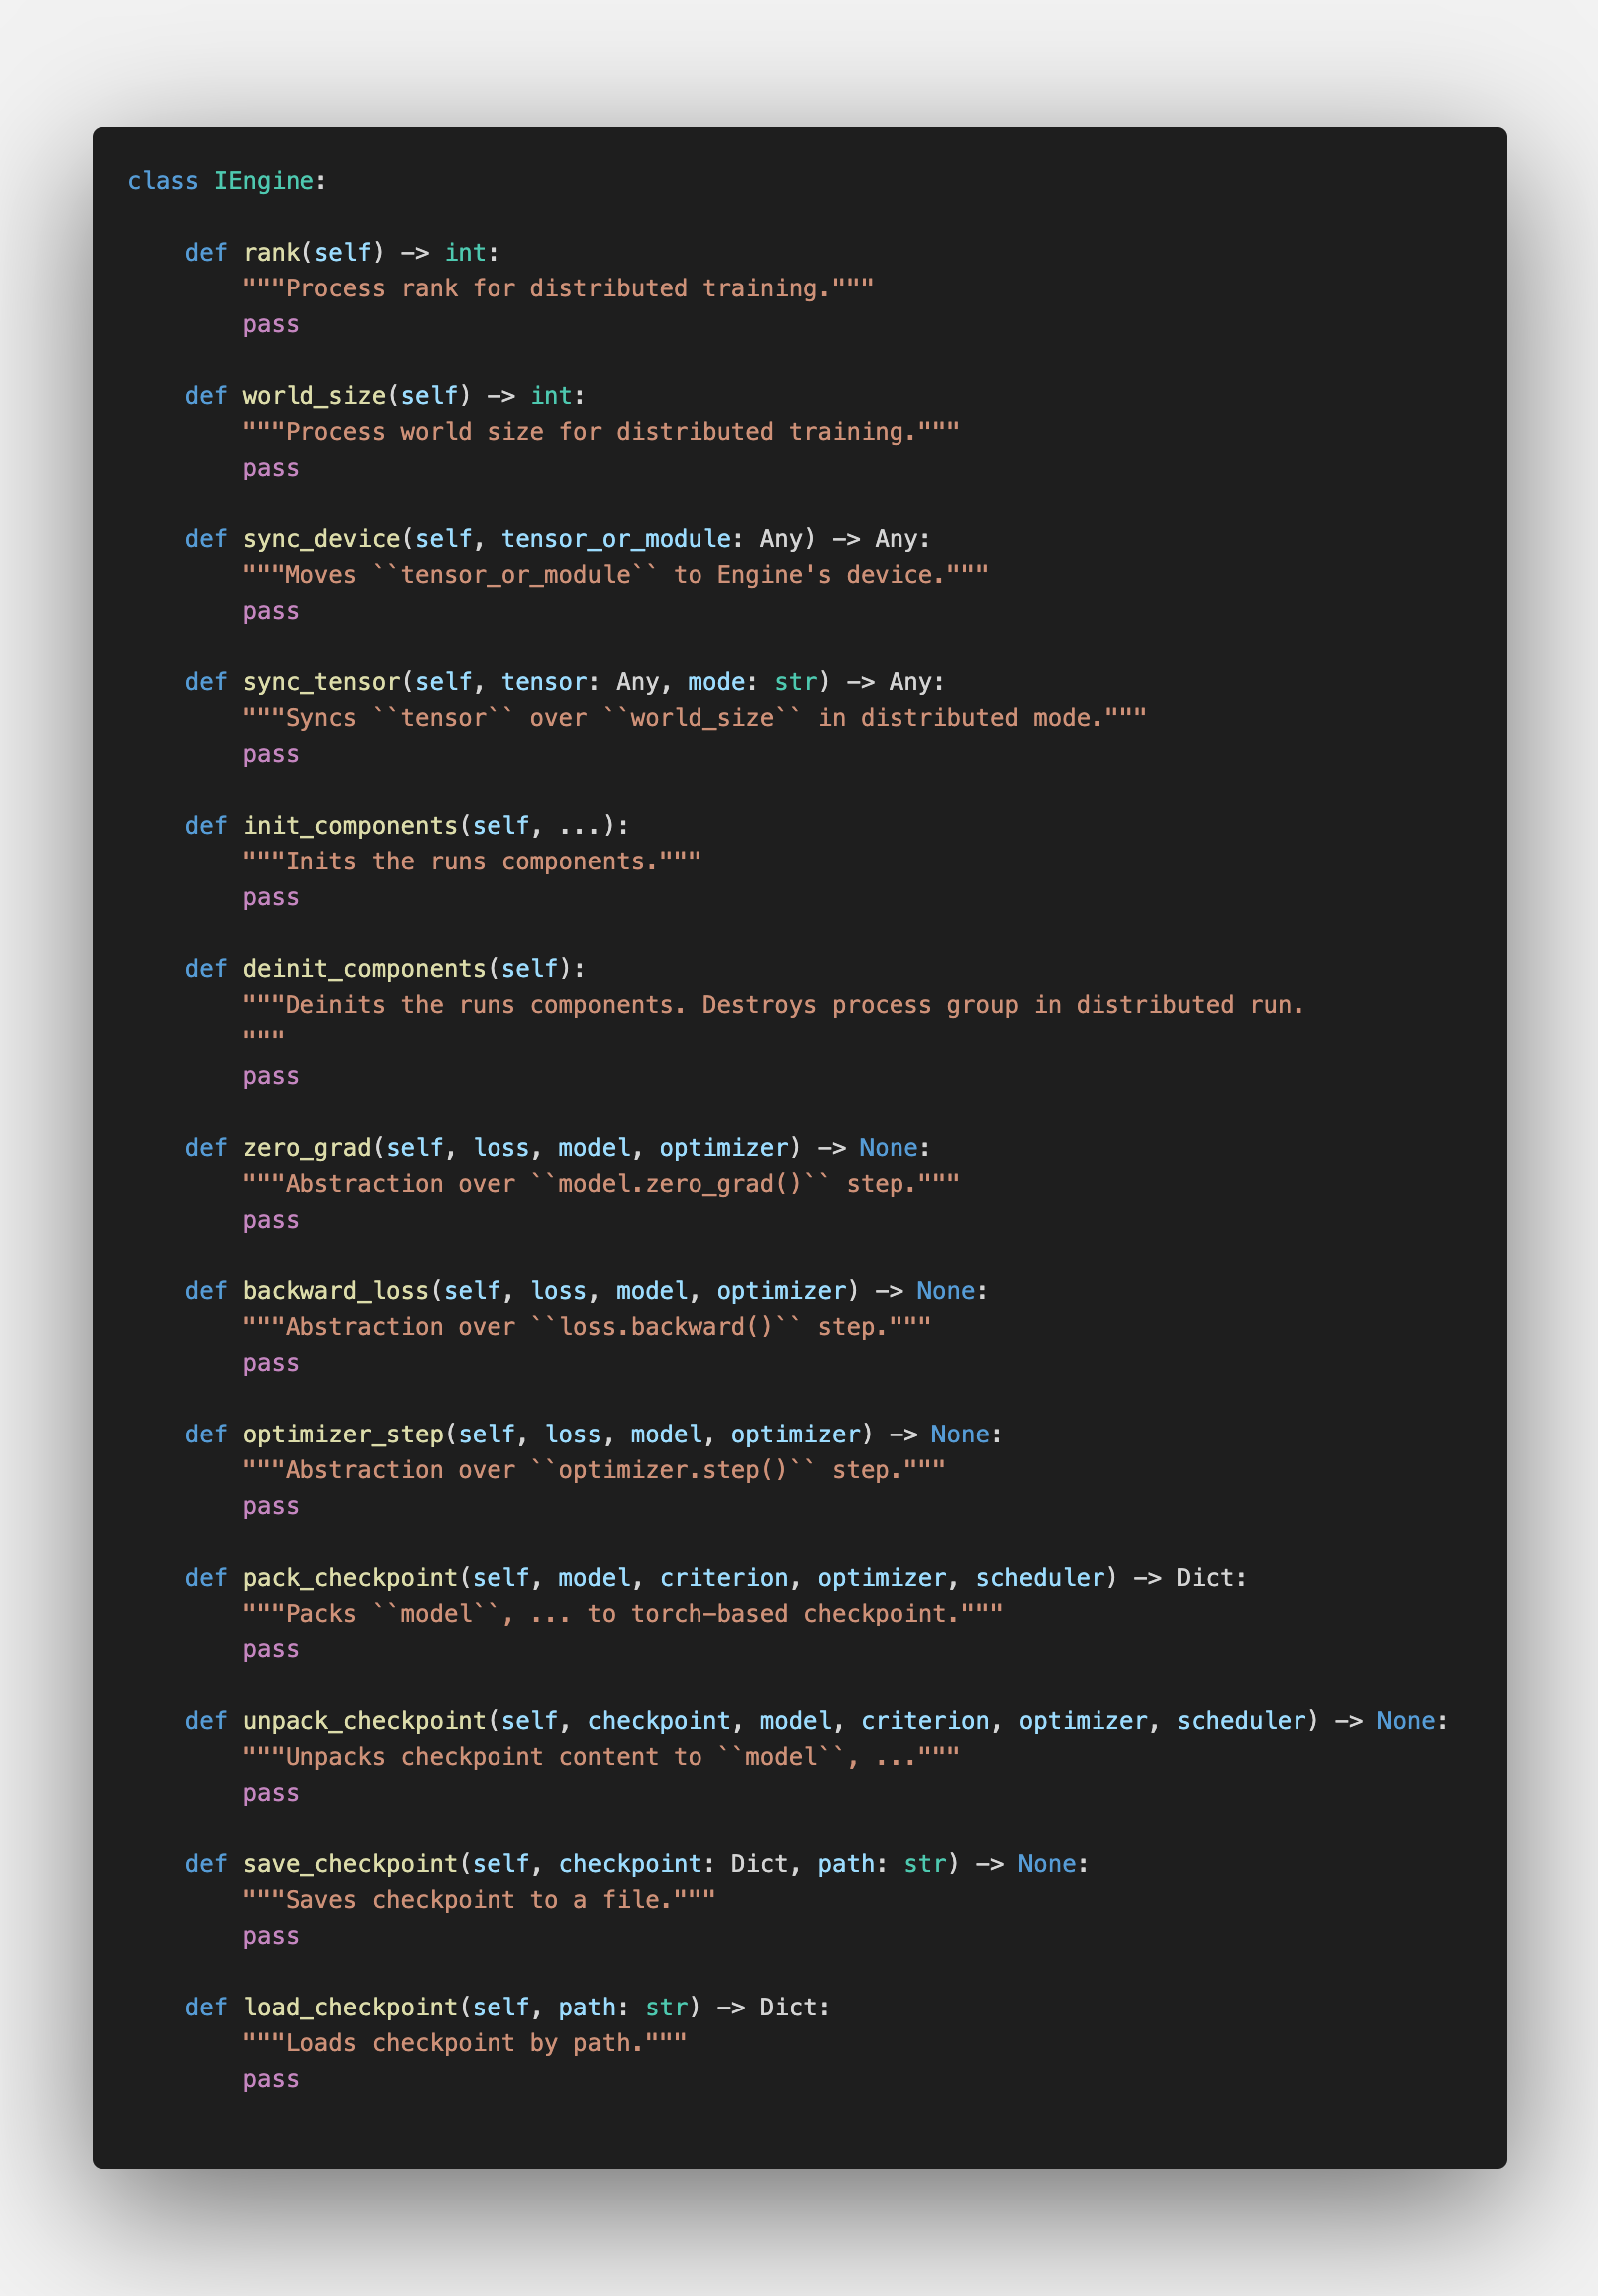 class IEngine:
    def rank(self) -> int:
        """Process rank for distributed training."""
        pass
    def world_size(self) -> int:
        """Process world size for distributed training."""
        pass
    def sync_device(self, tensor_or_module: Any) -> Any:
        """Moves ``tensor_or_module`` to Engine's device."""
        pass
    def sync_tensor(self, tensor: Any, mode: str) -> Any:
        """Syncs ``tensor`` over ``world_size`` in distributed mode."""
        pass
    def init_components(self, ...):
        """Inits the runs components."""
        pass
    def deinit_components(self):
        """Deinits the runs components. Destroys process group in distributed run.
        """
        pass
    def zero_grad(self, loss, model, optimizer) -> None:
        """Abstraction over ``model.zero_grad()`` step."""
        pass
    def backward_loss(self, loss, model, optimizer) -> None:
        """Abstraction over ``loss.backward()`` step."""
        pass
    def optimizer_step(self, loss, model, optimizer) -> None:
        """Abstraction over ``optimizer.step()`` step."""
        pass
    def pack_checkpoint(self, model, criterion, optimizer, scheduler) -> Dict:
        """Packs ``model``, ... to torch-based checkpoint."""
        pass
    def unpack_checkpoint(self, checkpoint, model, criterion, optimizer, scheduler) -> None:
        """Unpacks checkpoint content to ``model``, ..."""
        pass
    def save_checkpoint(self, checkpoint: Dict, path: str) -> None:
        """Saves checkpoint to a file."""
        pass
    def load_checkpoint(self, path: str) -> Dict:
        """Loads checkpoint by path."""
        pass